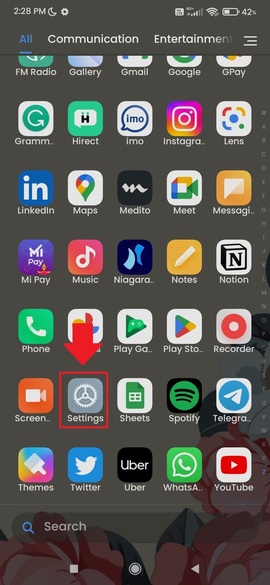 2:28 PM
42%
All Communication Entertainmen
FM Radio Gallery Gmail Google GPay
Gramm.. Hirect imo Instagra.. Lens
LinkedIn Maps Medito Meet Messagi..
Mi Pay Music Niagara.. Notes Notion
Phone Play Ga.. Play Sto.. Recorder
Screen.. Settings Sheets Spotify Telegra..
Themes Twitter Uber WhatsA.. YouTube
Search